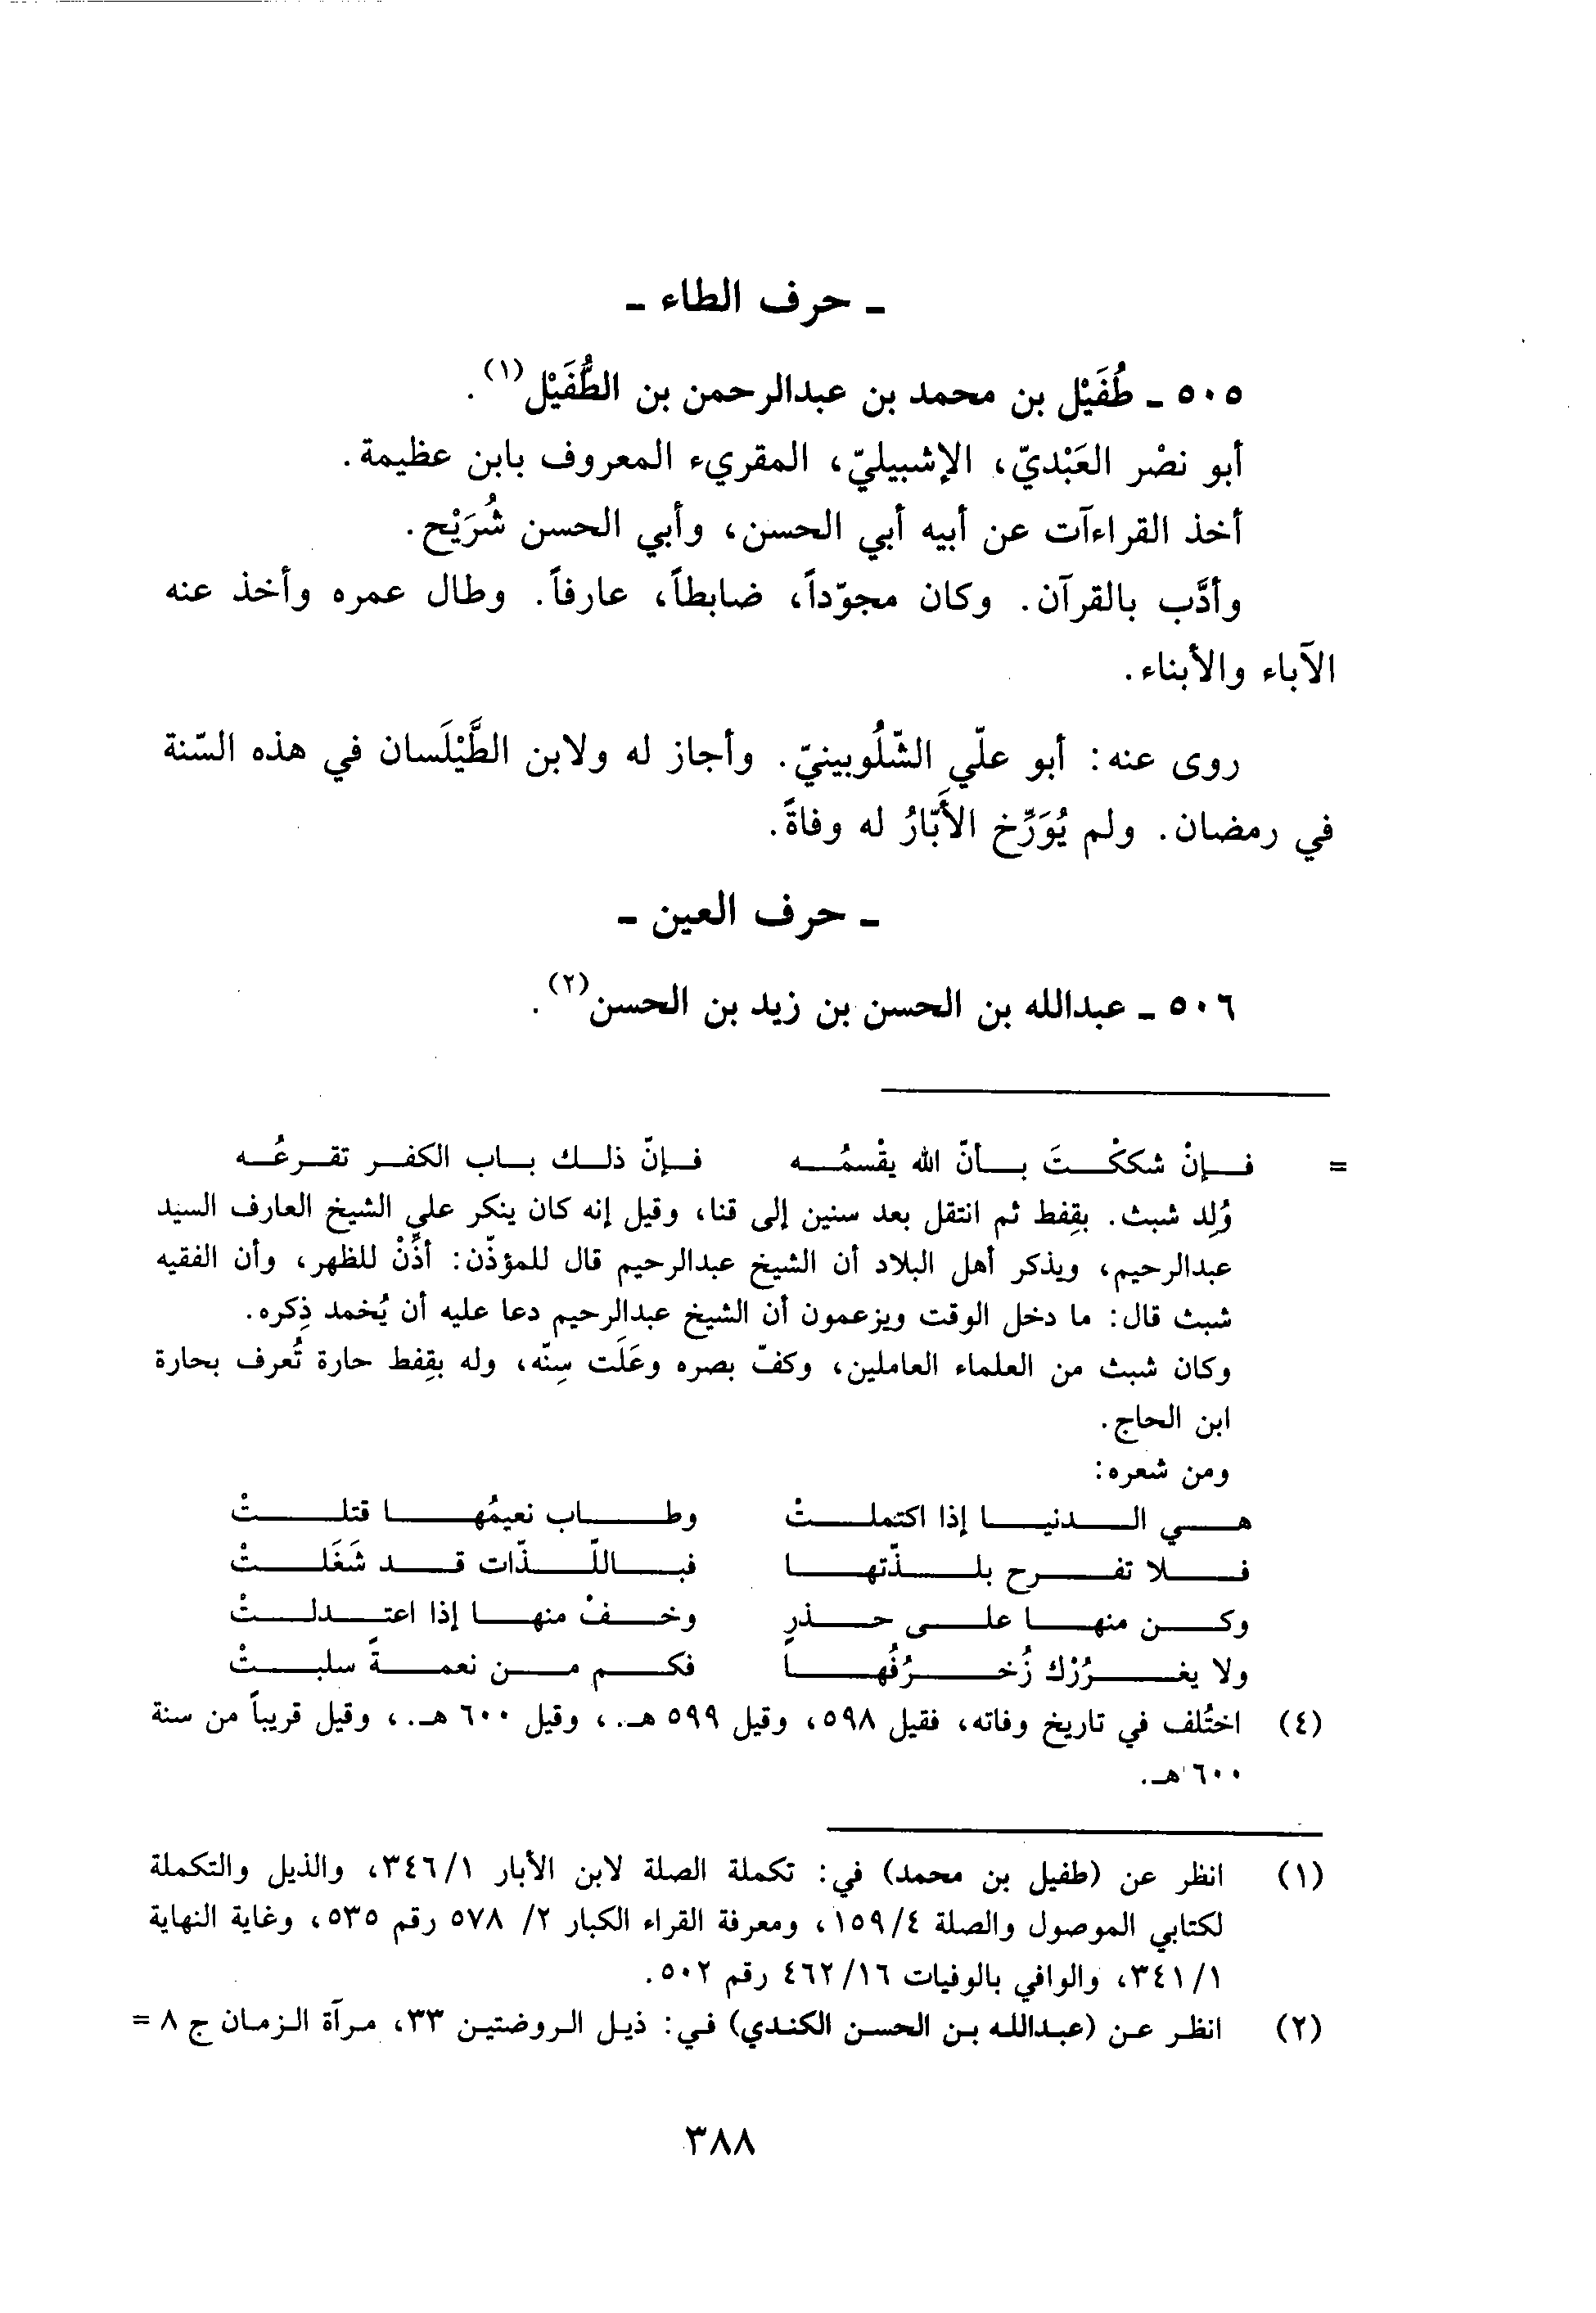 ـ حرف الطاء ـ
٥٠٥ ـ طُفَيْل بن محمد بن عبدالرحمن بن الطُّفَيْل(١).
أبو نصْر العَبْديّ، الإشبيليّ، المقريء المعروف بابن عظيمة.
أخذ القراءآت عن أبيه أبي الحسن، وأبي الحسن شُرَيْح.
وأدَّب بالقرآن. وكان مجوّداً، ضابطاً، عارفاً. وطال عمره وأخذ عنه
الآباء والأبناء.
روى عنه: أبو علّي الشّلُوبينيّ. وأجاز له ولابن الطَّيْلَسان في هذه السّنة
في رمضان. ولم يُوَرِّخ الأَبّارُ له وفاةً.
ـ حرف العين ـ
٥٠٦ ـ عبدالله بن الحسن بن زيد بن الحسن(٢).
= فإنْ شككْتَ بأنّ الله يقْسمُه فإنّ ذلك باب الكفر تقرعُه
وُلِد شبث. بقِفط ثم انتقل بعد سنين إلى قنا، وقيل إنه كان ينكر على الشيخ العارف السيد
عبدالرحيم، ويذكر أهل البلاد أن الشيخ عبدالرحيم قال للمؤذّن: أذِّنْ للظهر، وأن الفقيه
شبث قال: ما دخل الوقت ويزعمون أن الشيخ عبدالرحيم دعا عليه أن يُخمد ذِكره.
وكان شبث من العلماء العاملين، وكفّ بصره وعَلَت سِنّه، وله بقِفط حارة تُعرف بحارة
ابن الحاج.
ومن شعره:
هي الدنيا إذا اكتملتْ وطاب نعيمُها قتلتْ
فلا تفرح بلذّتها فباللّذّات قد شَغَلتْ
وكن منها على حذرٍ وخفْ منها إذا اعتدلتْ
ولا يغرُرْك زُخرُفُها فكم من نعمةً سلبتْ
(٤) اختُلف في تاريخ وفاته، فقيل ٥٩٨، وقيل ٥٩٩ هـ.، وقيل ٦٠٠ هـ.، وقيل قريباً من سنة
٦٠٠ هـ.
(١) انظر عن (طفيل بن محمد) في: تكملة الصلة لابن الأبار ٣٤٦/١، والذيل والتكملة
لكتابي الموصول والصلة ١٥٩/٤، ومعرفة القراء الكبار ٢/ ٥٧٨ رقم ٥٣٥، وغاية النهاية
٣٤١/١، والوافي بالوفيات ٤٦٢/١٦ رقم ٥٠٢.
(٢) انظر عن (عبدالله بن الحسن الكندي) في: ذيل الروضتين ٣٣، مرآة الزمان ج ٨ =
٣٨٨